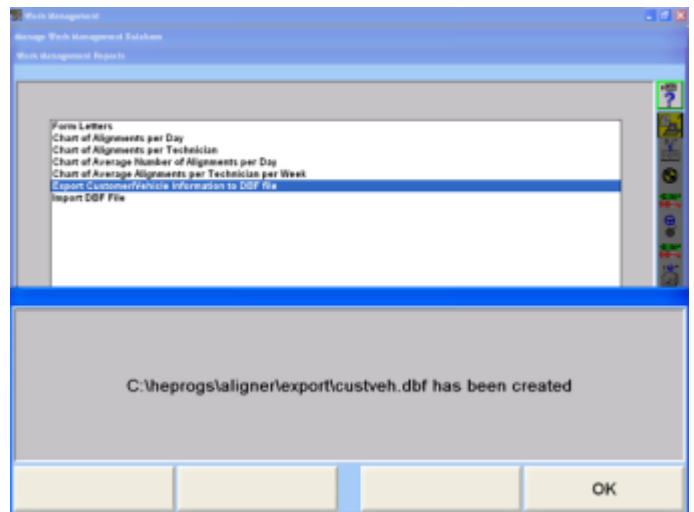 Work Management
Manage Work Management Database
Work Management Reports
Form Letters
Chart of Alignments per Day
Chart of Alignments per Technician
Chart of Average Number of Alignments per Day
Chart of Average Alignments per Technician per Week
Export Customer/Vehicle Information to DBF file
Import DBF File
C:\heprogs\aligner\export\custveh.dbf has been created
OK